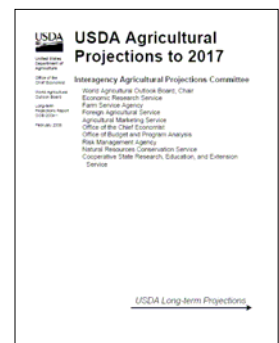 USDA
United States
Department of
Agriculture
Office of the
Chief Economist
World Agricultural
Outlook Board
Long-term
Projections Report
February 2008
USDA Agricultural
Projections to 2017
Interagency Agricultural Projections Committee
World Agricultural Outlook Board, Chair
Economic Research Service
Farm Service Agency
Foreign Agricultural Service
Agricultural Marketing Service
Office of the Chief Economist
Office of Budget and Program Analysis
Risk Management Agency
Natural Resources Conservation Service
Cooperative State Research, Education, and Extension
Service
USDA Long-term Projections